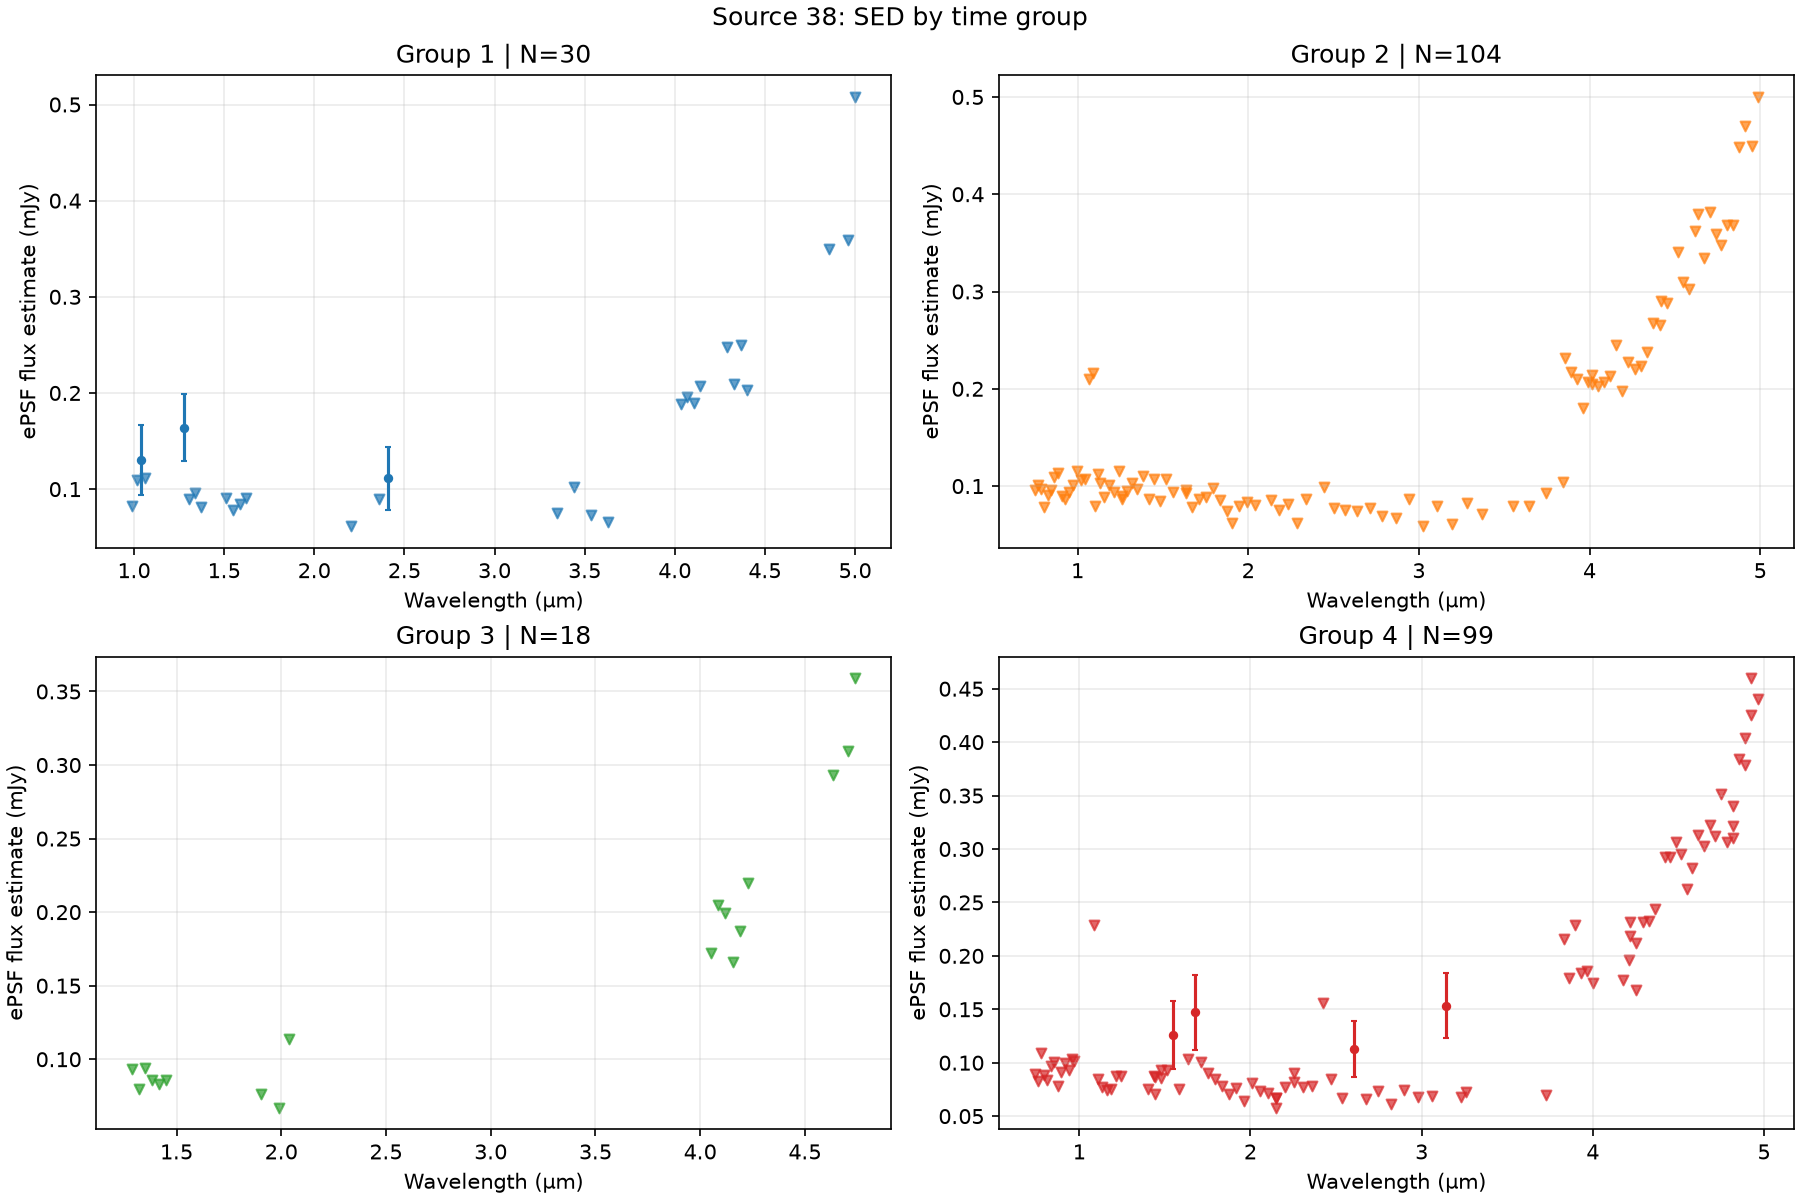 Source 38: SED by time group
Group 1 | N=30
ePSF flux estimate (mJy)
0.5
0.4
0.3
0.2
0.1
1.0 1.5 2.0 2.5 3.0 3.5 4.0 4.5 5.0
Wavelength (µm)
Group 2 | N=104
ePSF flux estimate (mJy)
0.5
0.4
0.3
0.2
0.1
1 2 3 4 5
Wavelength (µm)
Group 3 | N=18
ePSF flux estimate (mJy)
0.35
0.30
0.25
0.20
0.15
0.10
1.5 2.0 2.5 3.0 3.5 4.0 4.5
Wavelength (µm)
Group 4 | N=99
ePSF flux estimate (mJy)
0.45
0.40
0.35
0.30
0.25
0.20
0.15
0.10
0.05
1 2 3 4 5
Wavelength (µm)